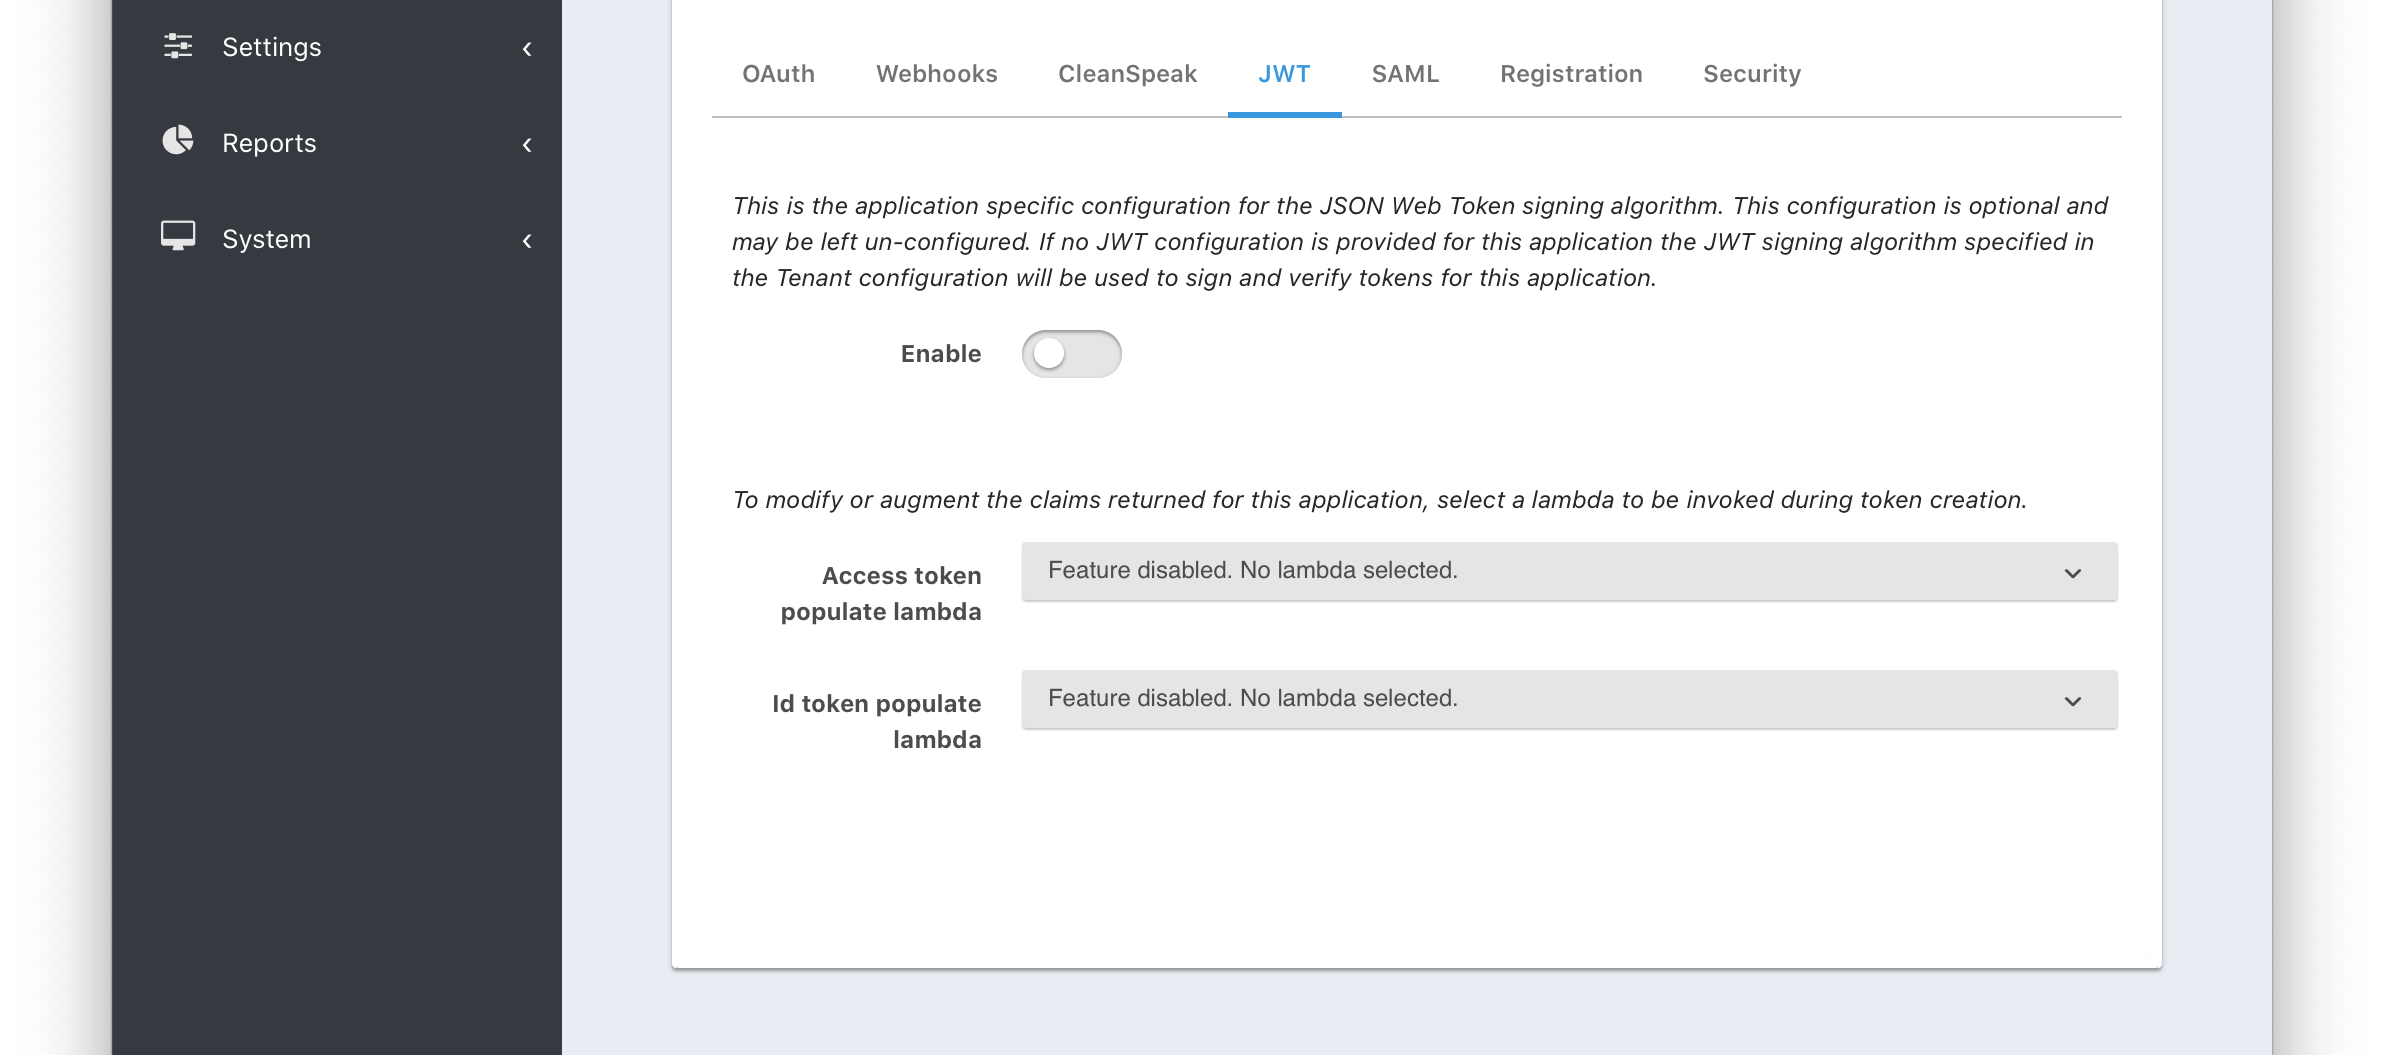 Settings
Reports
System
OAuth Webhooks CleanSpeak JWT SAML Registration Security
This is the application specific configuration for the JSON Web Token signing algorithm. This configuration is optional and
may be left un-configured. If no JWT configuration is provided for this application the JWT signing algorithm specified in
the Tenant configuration will be used to sign and verify tokens for this application.
Enable
To modify or augment the claims returned for this application, select a lambda to be invoked during token creation.
Access token
populate lambda
Feature disabled. No lambda selected.
Id token populate
lambda
Feature disabled. No lambda selected.